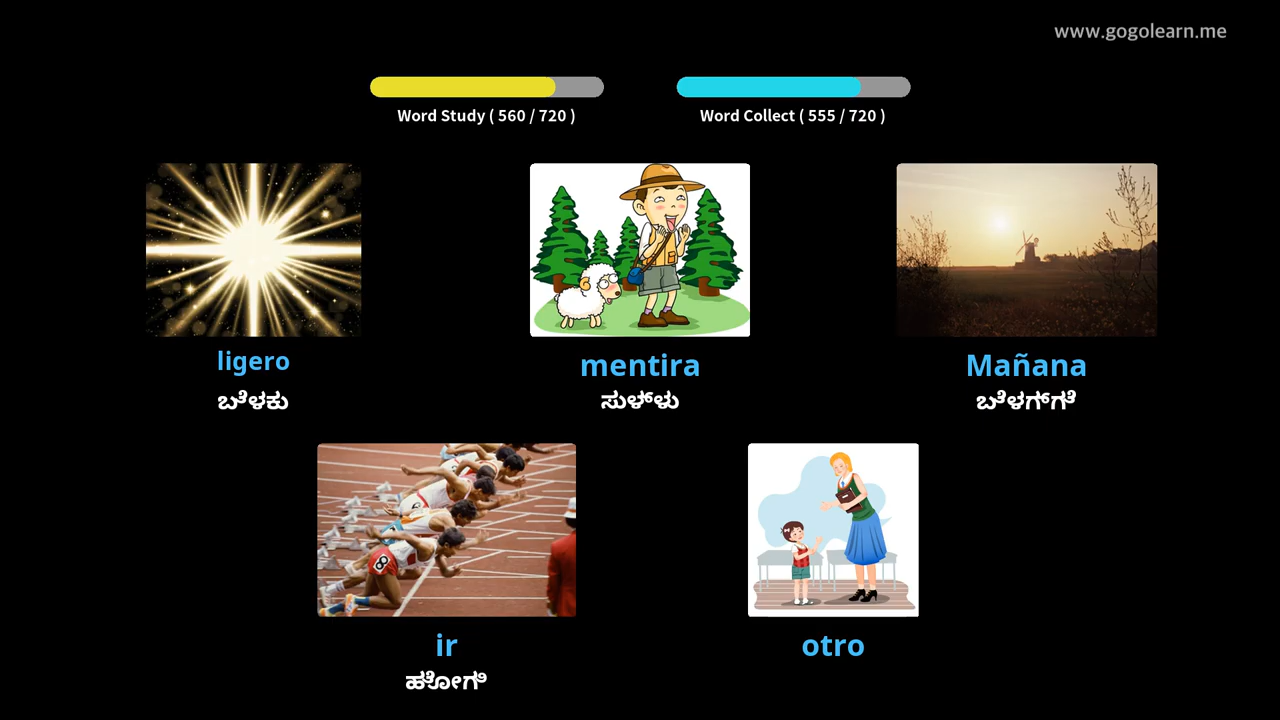 www.gogolearn.me
Word Study ( 560 / 720 )
Word Collect ( 555 / 720 )
ligero
ಬೆಳಕು
mentira
ಸುಳ್ಳು
Mañana
ಬೆಳಗ್ಗೆ
ir
ಹೋಗಿ
otro